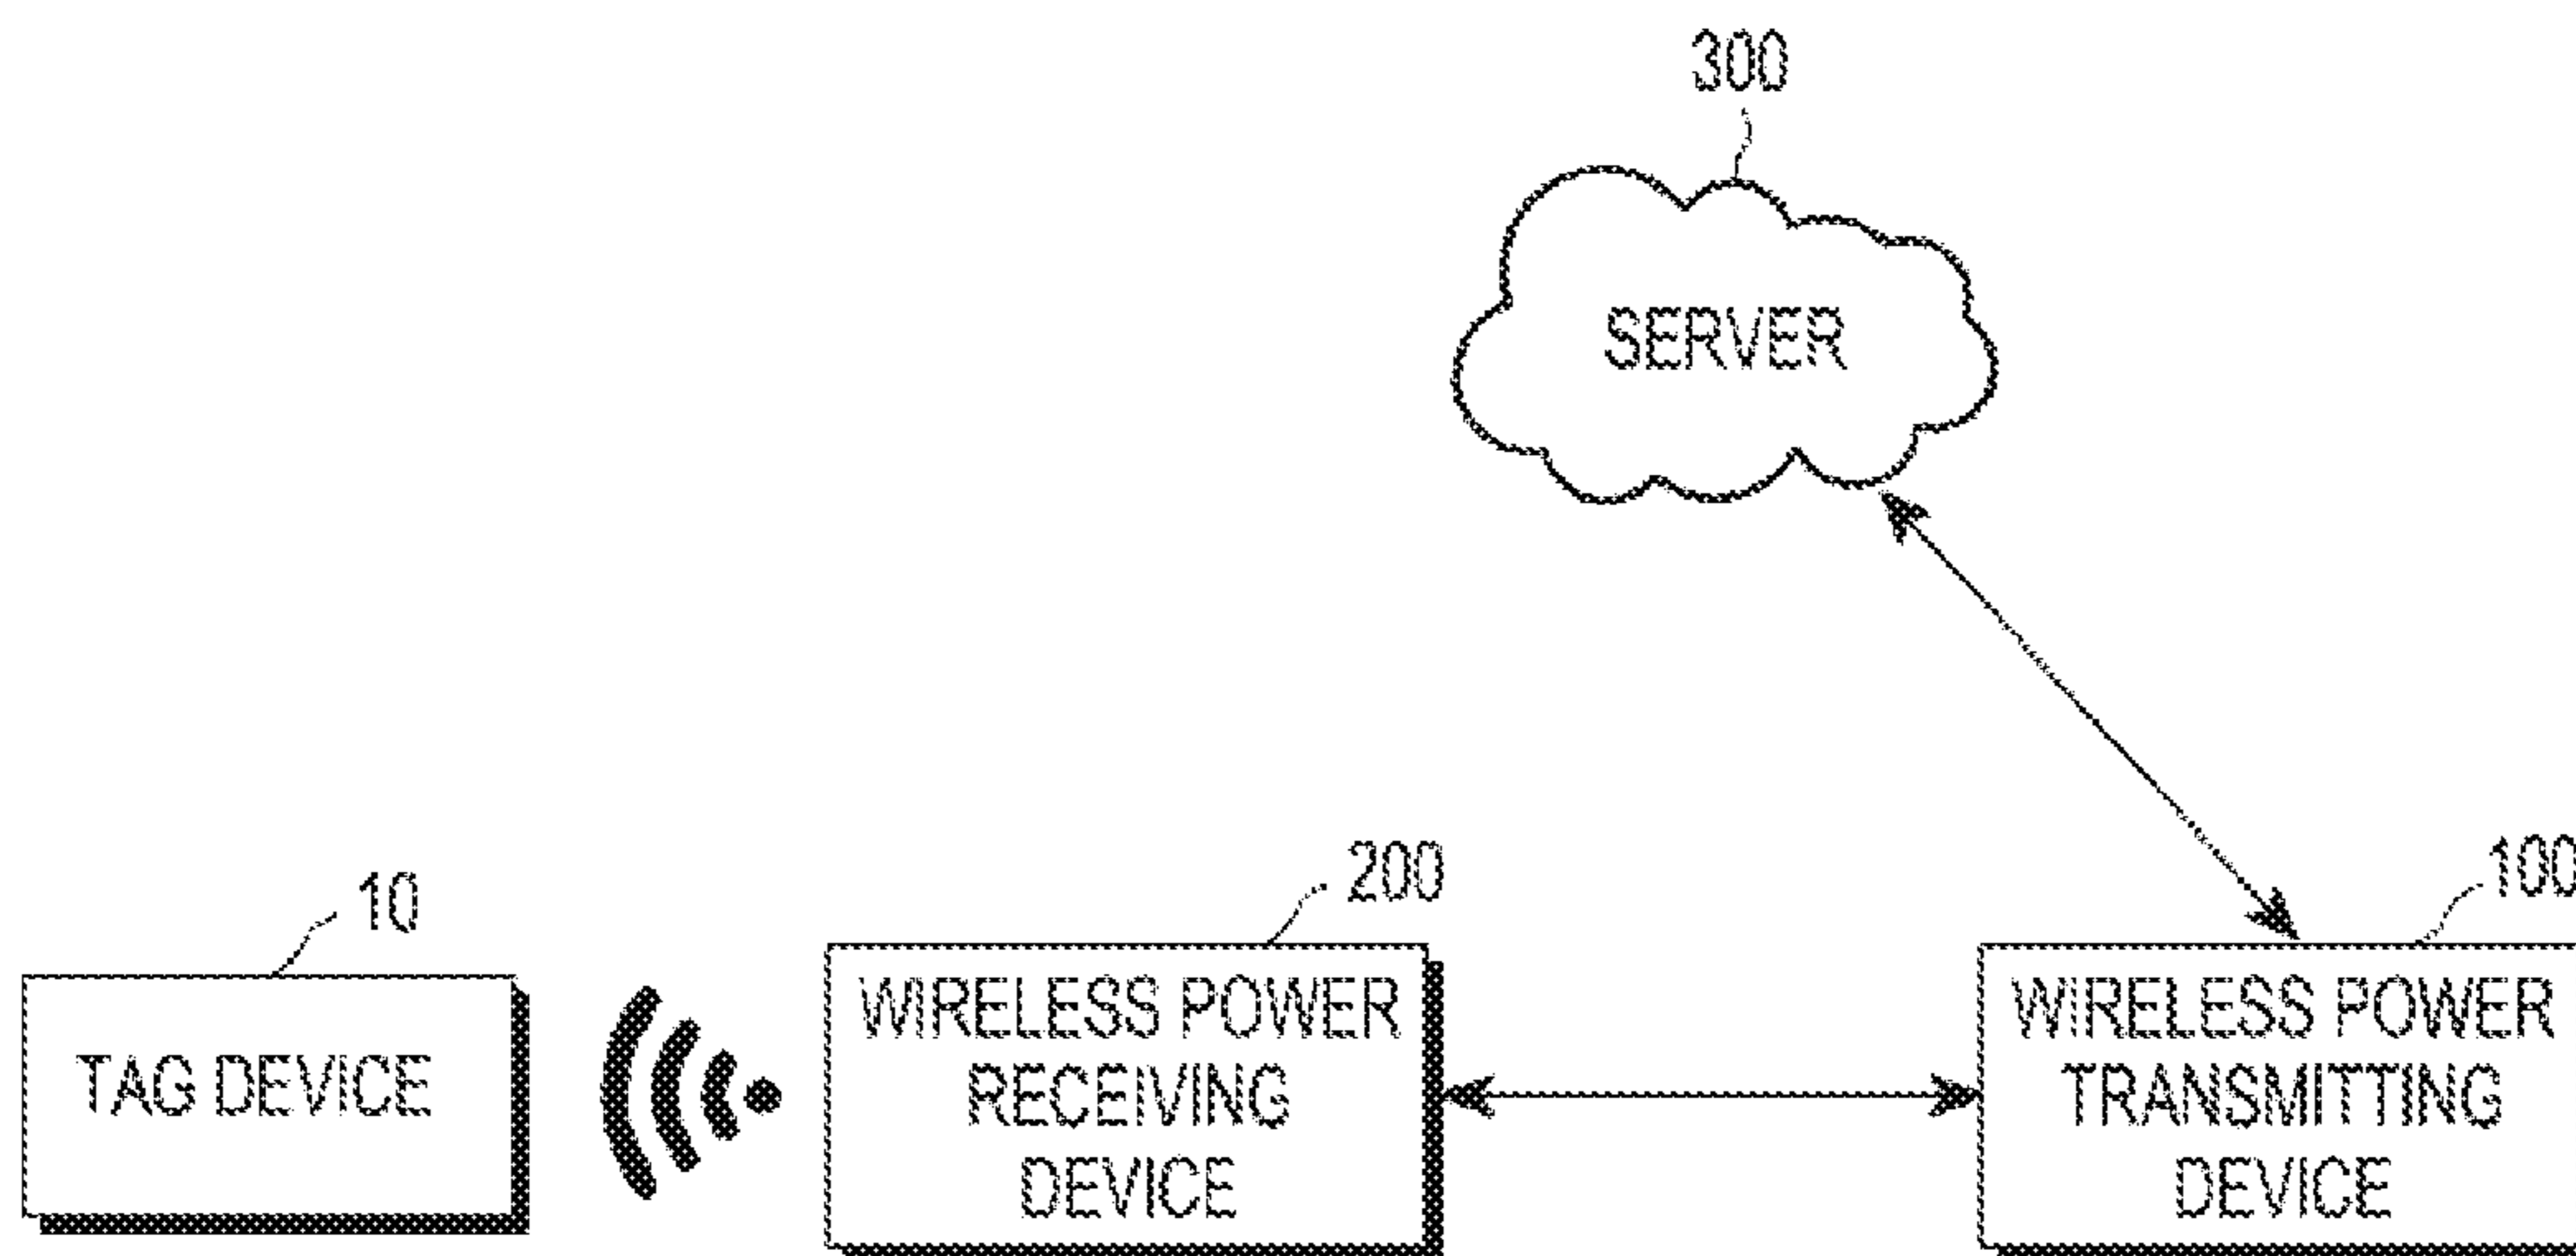 300
SERVER
10
200
100
TAG DEVICE
WIRELESS POWER
RECEIVING
DEVICE
WIRELESS POWER
TRANSMITTING
DEVICE